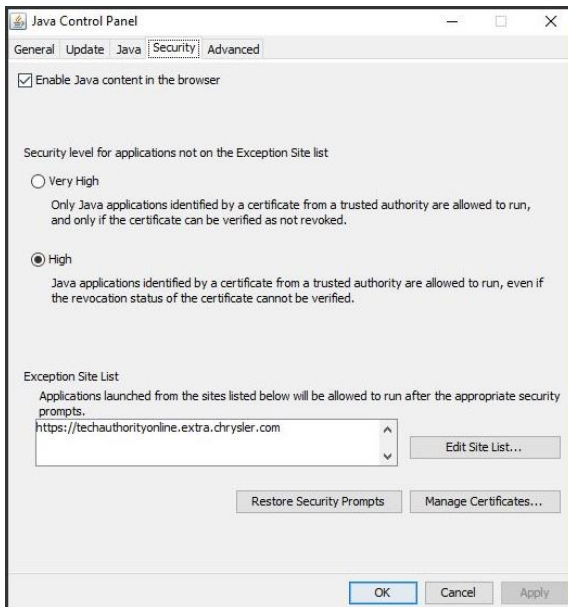 Java Control Panel
General Update Java Security Advanced
Enable Java content in the browser
Security level for applications not on the Exception Site list
Very High
Only Java applications identified by a certificate from a trusted authority are allowed to run,
and only if the certificate can be verified as not revoked.
High
Java applications identified by a certificate from a trusted authority are allowed to run, even if
the revocation status of the certificate cannot be verified.
Exception Site List
Applications launched from the sites listed below will be allowed to run after the appropriate security
prompts.
https://techauthorityonline.extra.chrysler.com
Edit Site List...
Restore Security Prompts Manage Certificates...
OK Cancel Apply